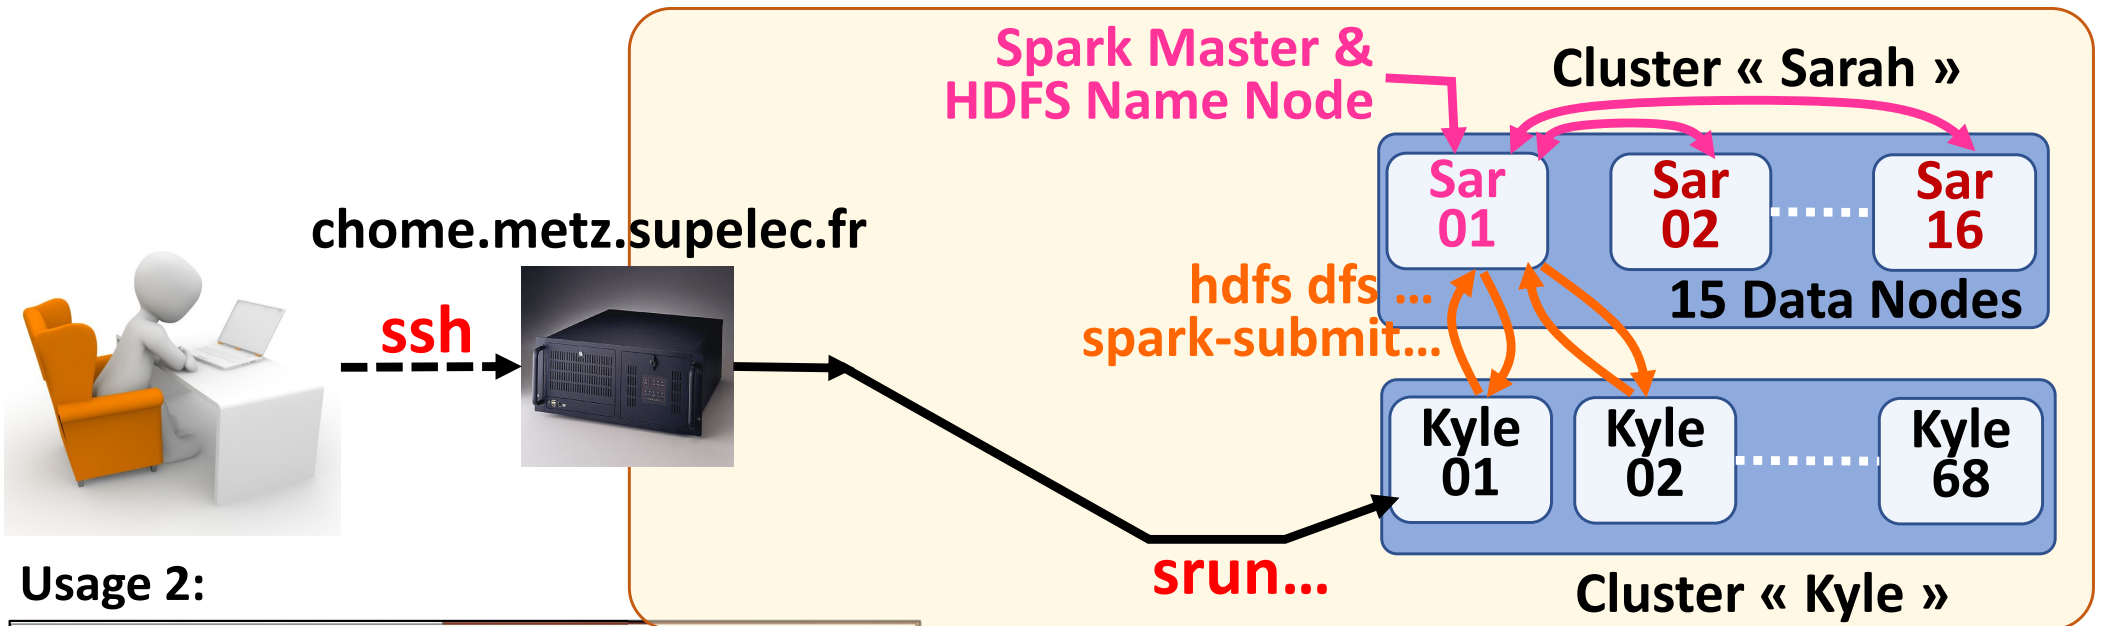 Spark Master &
HDFS Name Node
Cluster « Sarah »
Sar
01
Sar
02
Sar
16
15 Data Nodes
chome.metz.supelec.fr
ssh
hdfs dfs ...
spark-submit...
Kyle
01
Kyle
02
Kyle
68
srun...
Cluster « Kyle »
Usage 2: